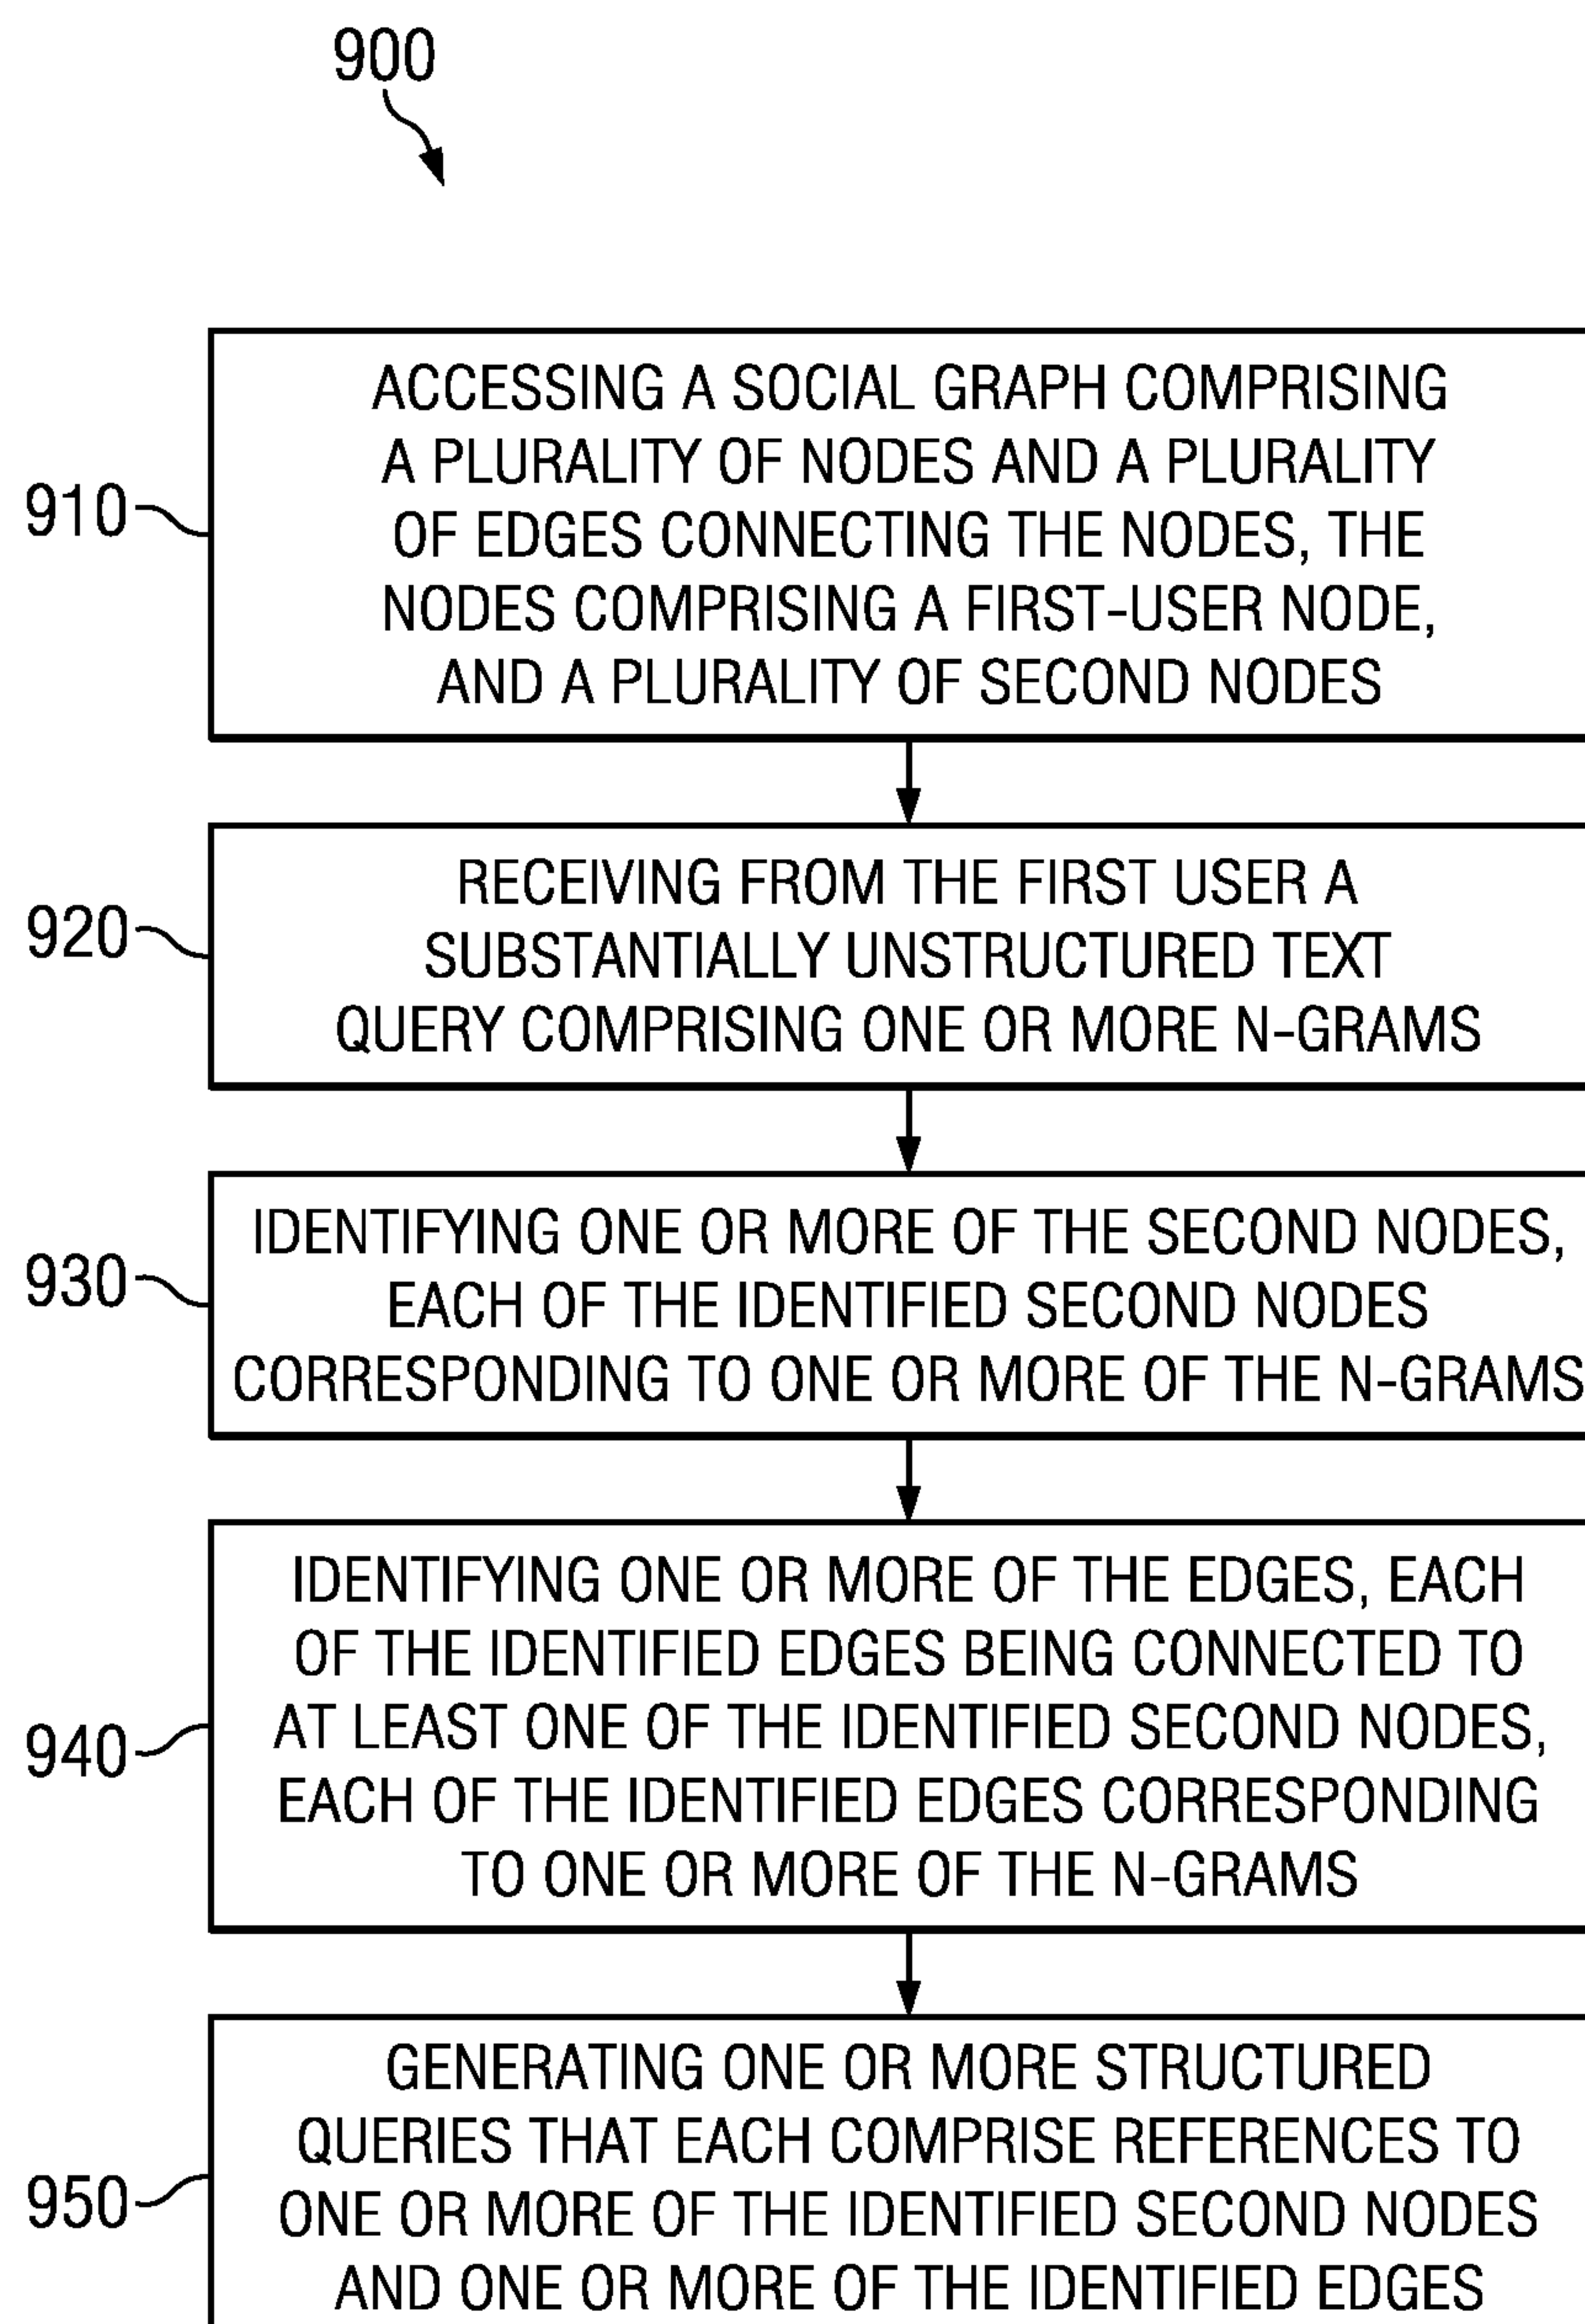 900
ACCESSING A SOCIAL GRAPH COMPRISING
A PLURALITY OF NODES AND A PLURALITY
OF EDGES CONNECTING THE NODES, THE
NODES COMPRISING A FIRST-USER NODE,
AND A PLURALITY OF SECOND NODES
910
RECEIVING FROM THE FIRST USER A
SUBSTANTIALLY UNSTRUCTURED TEXT
QUERY COMPRISING ONE OR MORE N-GRAMS
920
IDENTIFYING ONE OR MORE OF THE SECOND NODES,
EACH OF THE IDENTIFIED SECOND NODES
CORRESPONDING TO ONE OR MORE OF THE N-GRAMS
930
IDENTIFYING ONE OR MORE OF THE EDGES, EACH
OF THE IDENTIFIED EDGES BEING CONNECTED TO
AT LEAST ONE OF THE IDENTIFIED SECOND NODES,
EACH OF THE IDENTIFIED EDGES CORRESPONDING
TO ONE OR MORE OF THE N-GRAMS
940
GENERATING ONE OR MORE STRUCTURED
QUERIES THAT EACH COMPRISE REFERENCES TO
ONE OR MORE OF THE IDENTIFIED SECOND NODES
AND ONE OR MORE OF THE IDENTIFIED EDGES
950